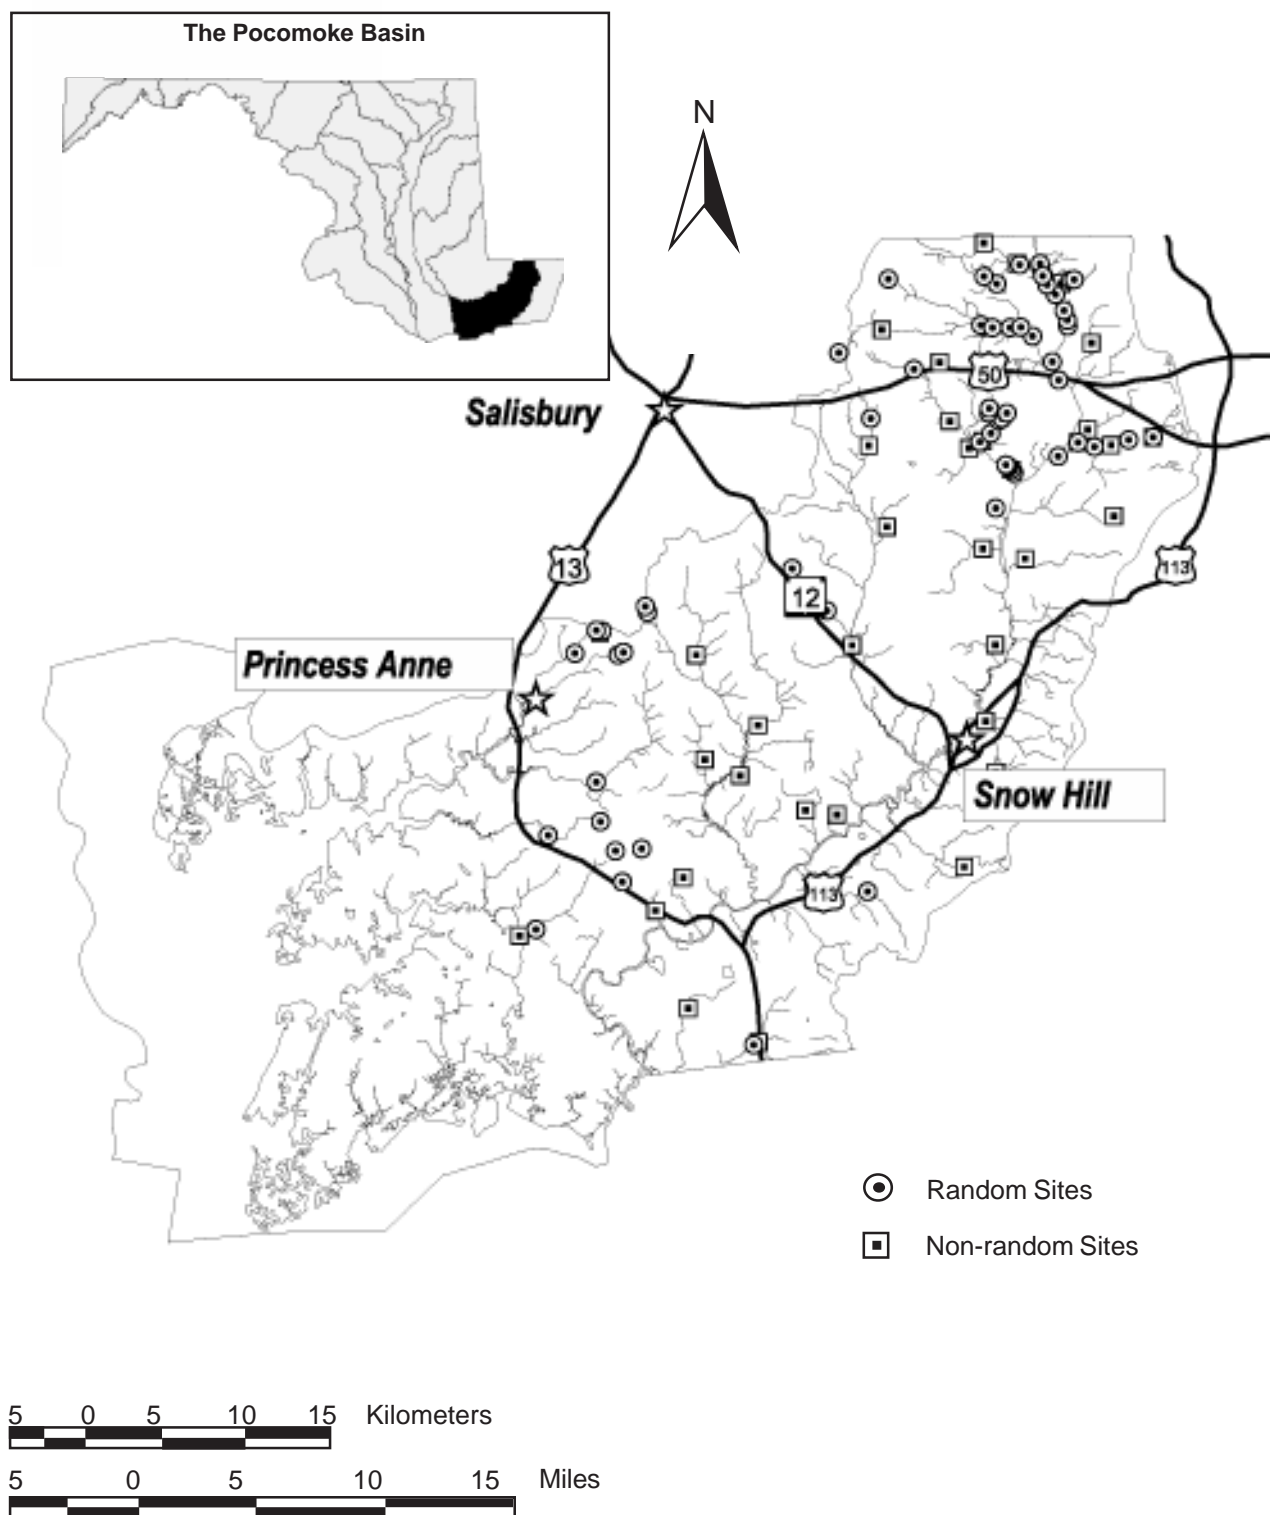 The Pocomoke Basin
N
50
Salisbury
13
113
12
Princess Anne
Snow Hill
113
Random Sites
Non-random Sites
5 0 5 10 15 Kilometers
5 0 5 10 15 Miles